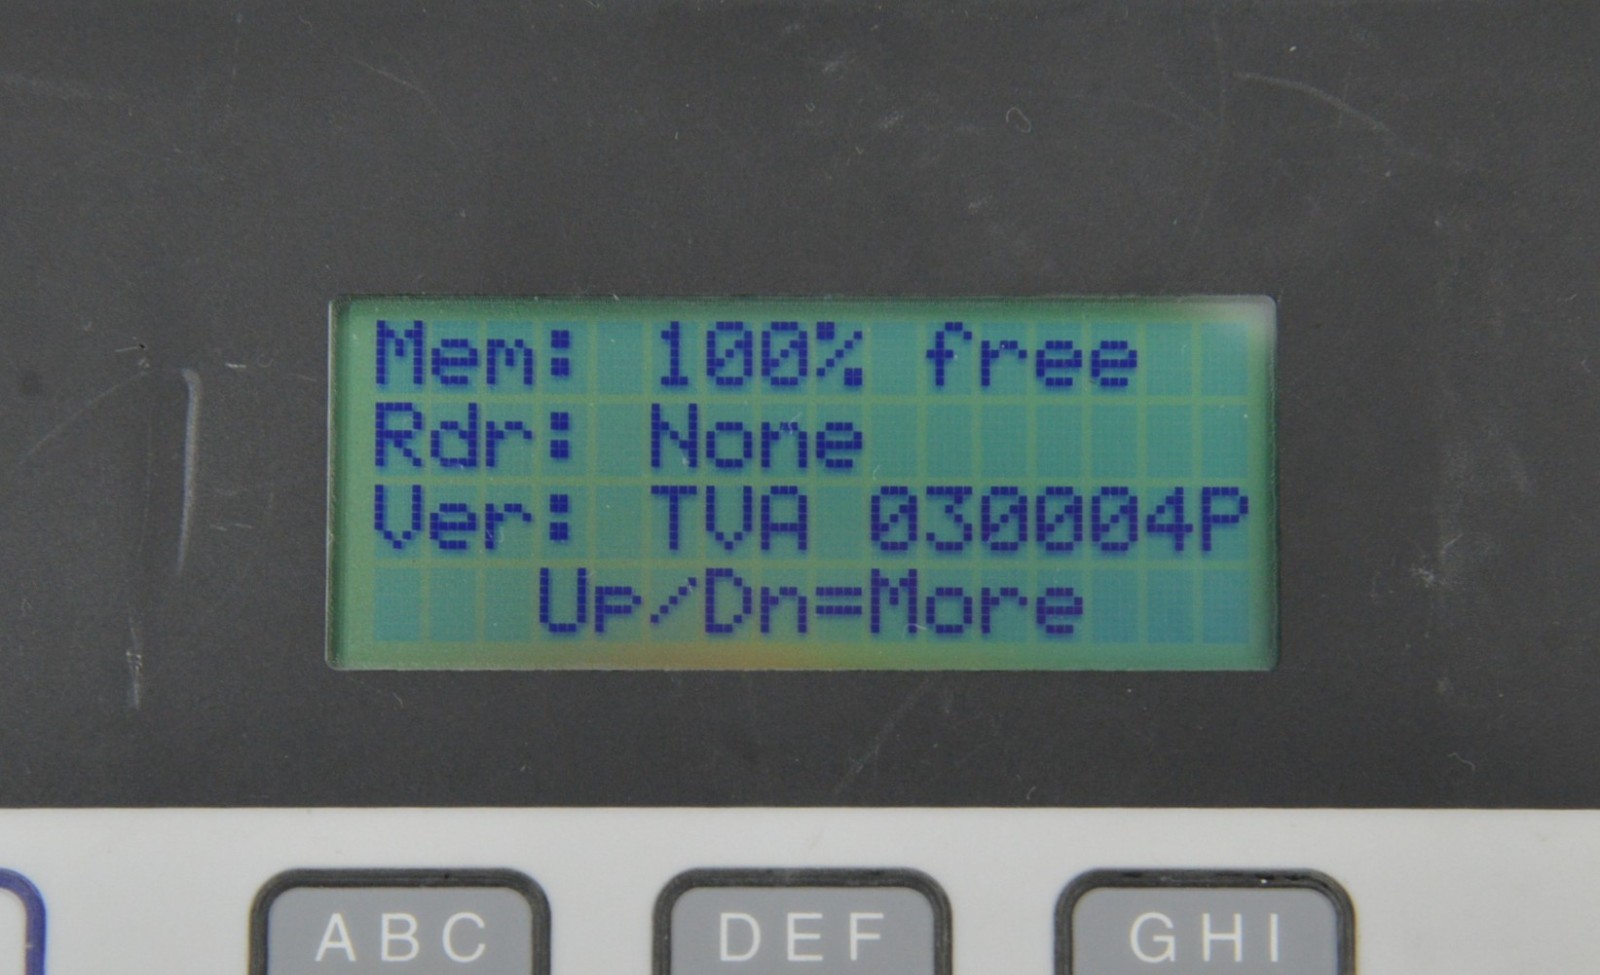 Mem: 100% free
Rdr: None
Ver: TVA 030004P
Up/Dn=More
ABC DEF GHI